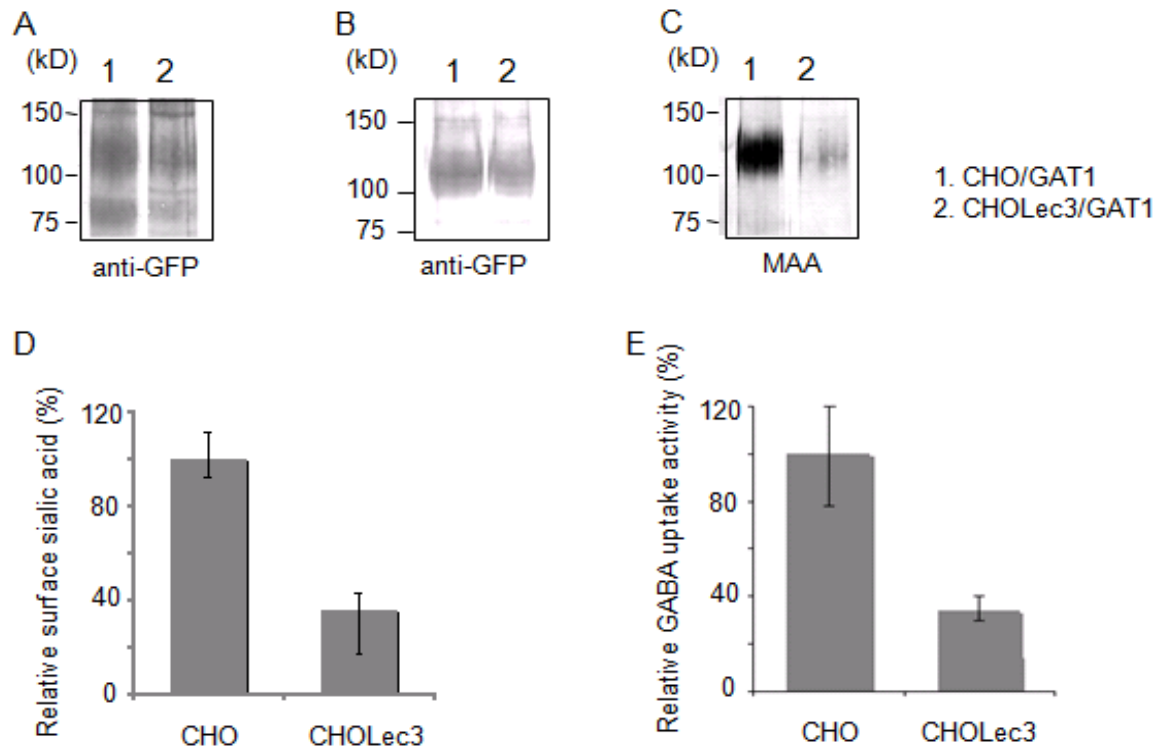 A
(kD)
1 2
150
100
75
anti-GFP
B
(kD)
1 2
150
100
75
anti-GFP
C
(kD)
1 2
150
100
75
MAA
1. CHO/GAT1
2. CHOLec3/GAT1
D
Relative surface sialic acid (%)
120
80
40
0
CHO CHOLec3
E
Relative GABA uptake activity (%)
120
80
40
0
CHO CHOLec3